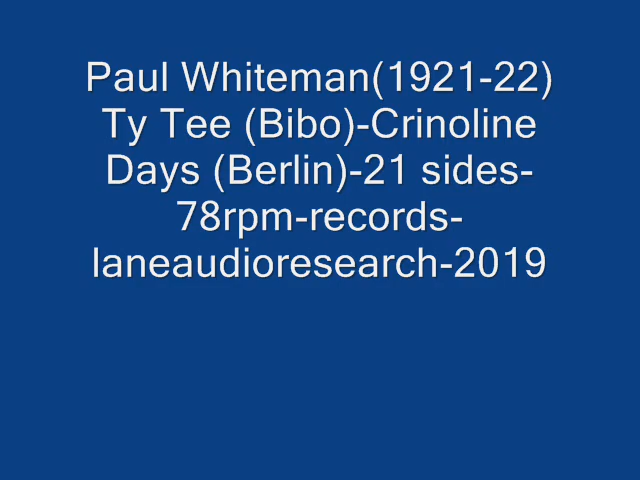 Paul Whiteman(1921-22)
Ty Tee (Bibo)-Crinoline
Days (Berlin)-21 sides-
78rpm-records-
laneaudioresearch-2019